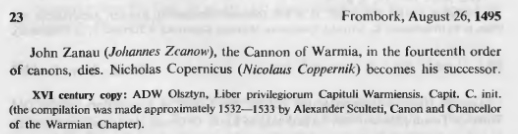 23 Frombork, August 26, 1495
John Zanau (Johannes Zcanow), the Cannon of Warmia, in the fourteenth order
of canons, dies. Nicholas Copernicus (Nicolaus Coppernik) becomes his successor.
XVI century copy: ADW Olsztyn, Liber privilegiorum Capituli Warmiensis. Capit. C. init.
(the compilation was made approximately 1532—1533 by Alexander Sculteti, Canon and Chancellor
of the Warmian Chapter).